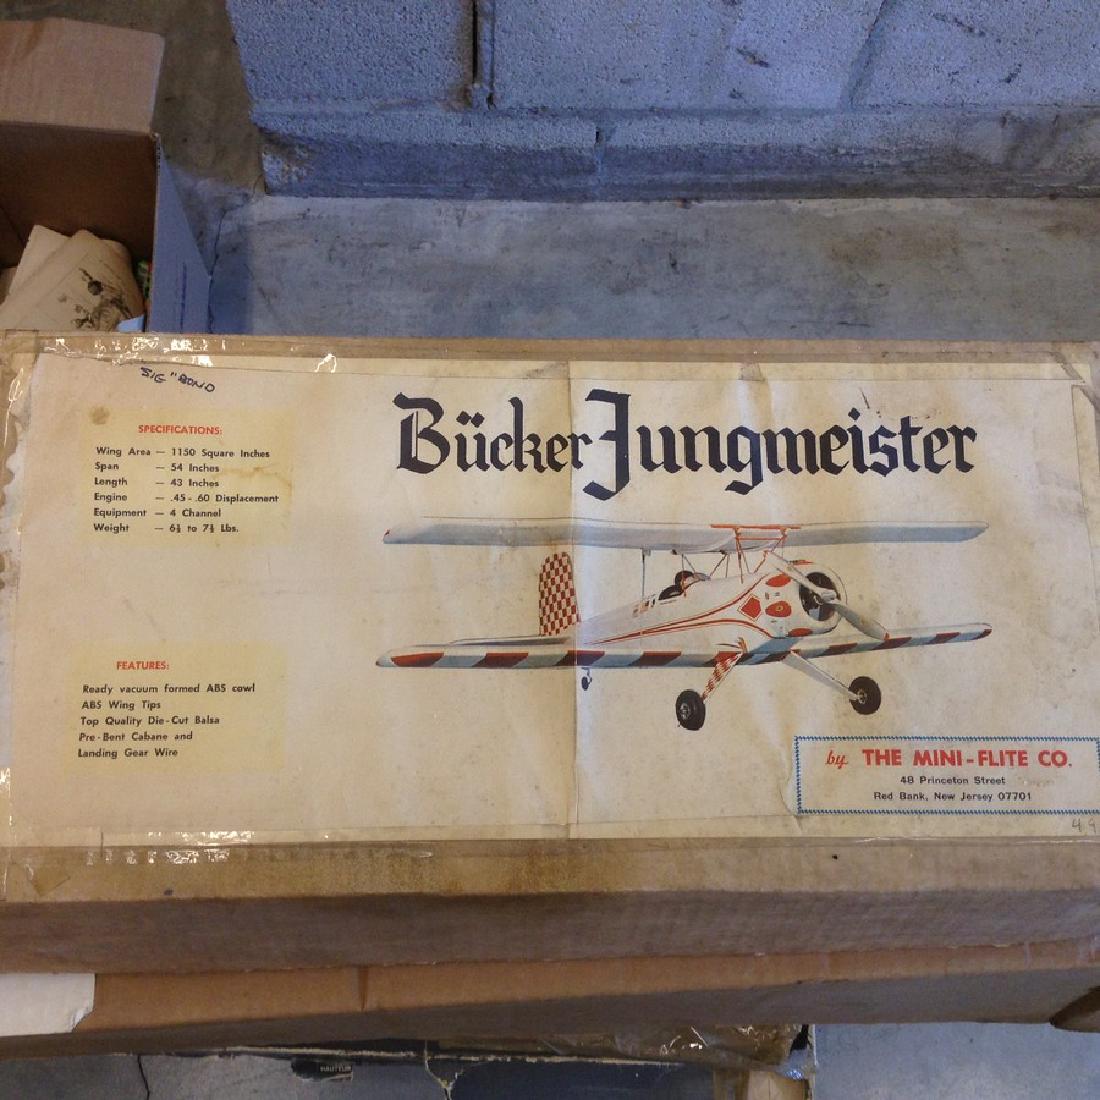 "SIG" BOND
Bücker Jungmeister
SPECIFICATIONS:
Wing Area — 1150 Square Inches
Span — 54 Inches
Length — 43 Inches
Engine — .45-.60 Displacement
Equipment — 4 Channel
Weight — 6½ to 7½ Lbs.
FEATURES:
Ready vacuum formed ABS cowl
ABS Wing Tips
Top Quality Die-Cut Balsa
Pre-Bent Cabane and
Landing Gear Wire
by THE MINI-FLITE CO.
48 Princeton Street
Red Bank, New Jersey 07701